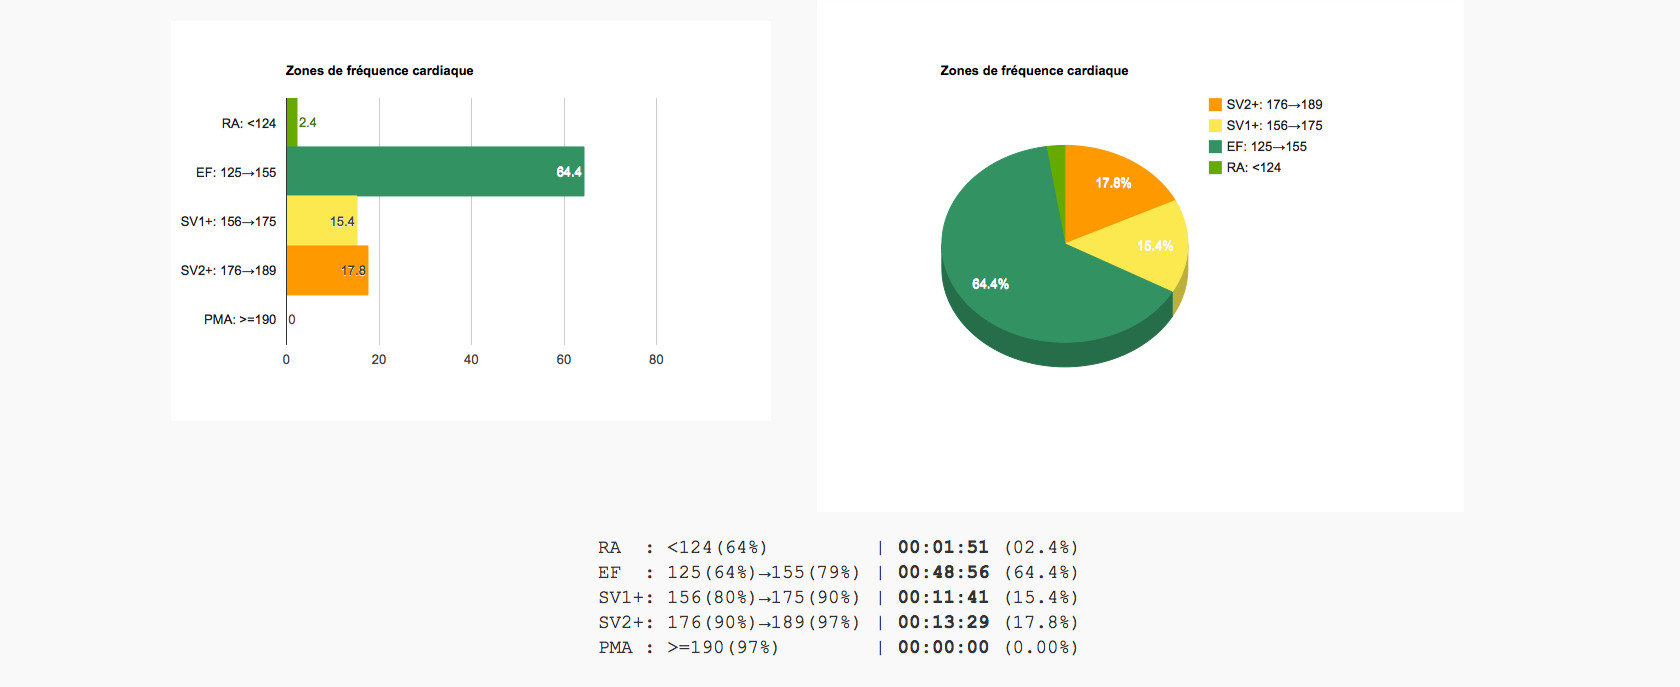 Zones de fréquence cardiaque
RA: <124
2.4
EF: 125→155
64.4
SV1+: 156→175
15.4
SV2+: 176→189
17.8
PMA: >=190
0
0 20 40 60 80
Zones de fréquence cardiaque
SV2+: 176→189
SV1+: 156→175
EF: 125→155
RA: <124
17.8%
15.4%
64.4%
RA : <124(64%) | 00:01:51 (02.4%)
EF : 125(64%)→155(79%) | 00:48:56 (64.4%)
SV1+: 156(80%)→175(90%) | 00:11:41 (15.4%)
SV2+: 176(90%)→189(97%) | 00:13:29 (17.8%)
PMA : >=190(97%) | 00:00:00 (0.00%)